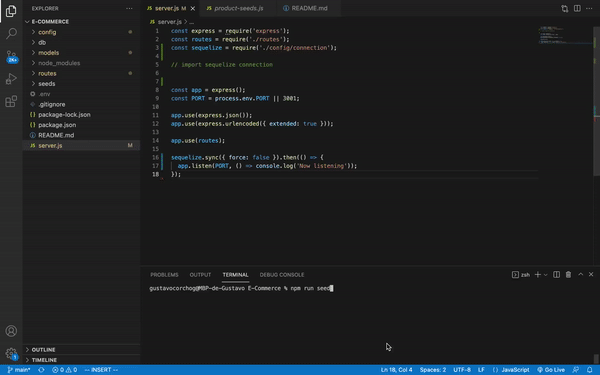 EXPLORER
E-COMMERCE
config
db
models
node_modules
routes
seeds
.env
.gitignore
package-lock.json
package.json
README.md
server.js M
OUTLINE
TIMELINE
server.js M
product-seeds.js
README.md
server.js > ...
1 const express = require('express');
2 const routes = require('./routes');
3 const sequelize = require('./config/connection');
4
5 // import sequelize connection
6
7
8 const app = express();
9 const PORT = process.env.PORT || 3001;
10
11 app.use(express.json());
12 app.use(express.urlencoded({ extended: true }));
13
14 app.use(routes);
15
16 sequelize.sync({ force: false }).then(() => {
17 app.listen(PORT, () => console.log('Now listening'));
18 });
PROBLEMS OUTPUT TERMINAL DEBUG CONSOLE
zsh
gustavocorchog@MBP-de-Gustavo E-Commerce % npm run seed
main* 0 0 -- INSERT -- Ln 18, Col 4 Spaces: 2 UTF-8 LF JavaScript Go Live